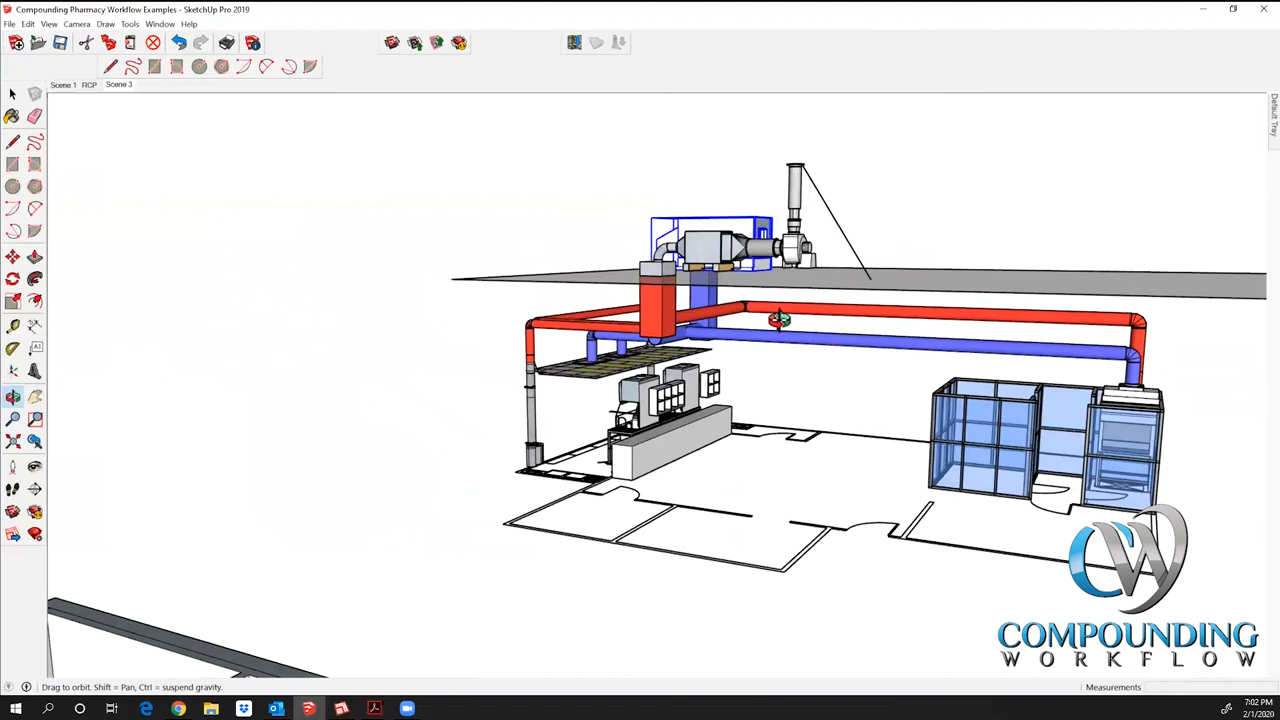 Compounding Pharmacy Workflow Examples - SketchUp Pro 2019
File Edit View Camera Draw Tools Window Help
Scene 1 RCP Scene 3
Default Tray
A1
COMPOUNDING
WORKFLOW
Drag to orbit. Shift = Pan, Ctrl = suspend gravity.
Measurements
7:02 PM
2/1/2020